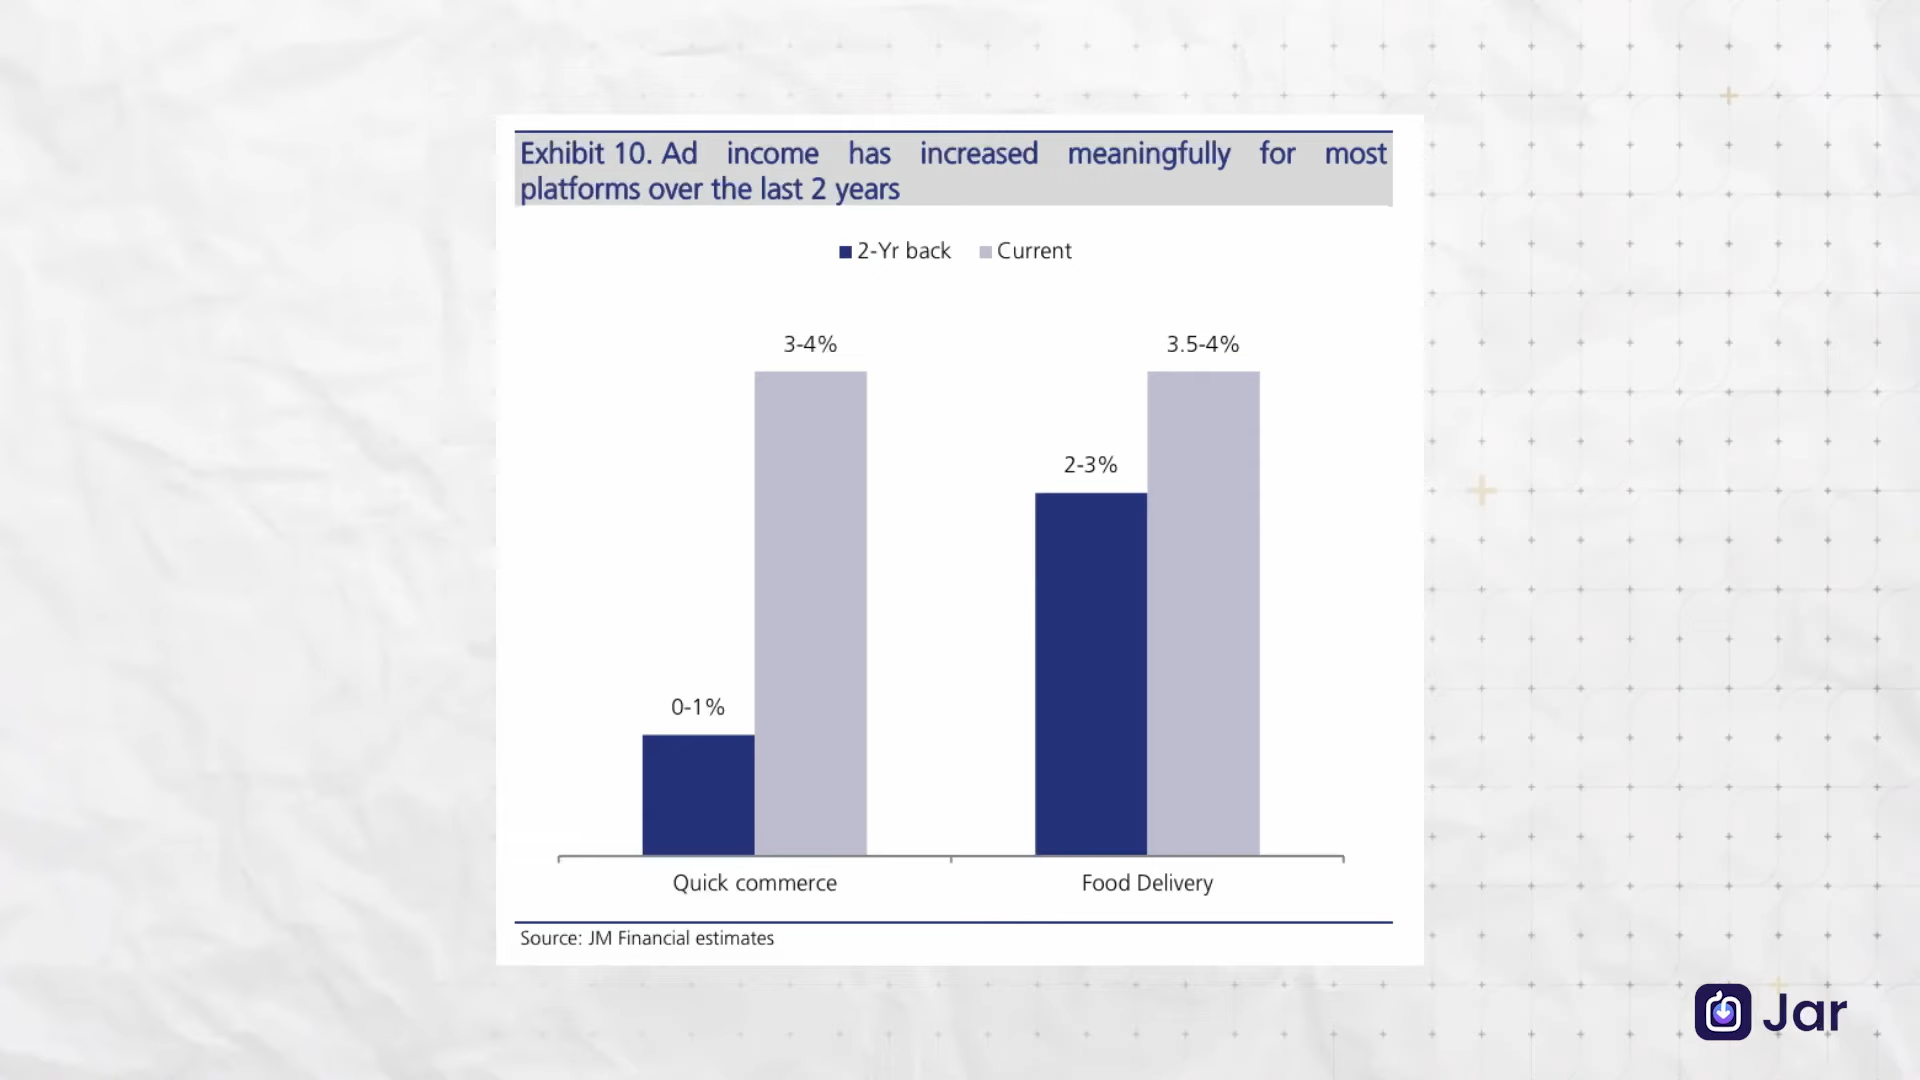 Exhibit 10. Ad income has increased meaningfully for most
platforms over the last 2 years
2-Yr back Current
3-4%
3.5-4%
2-3%
0-1%
Quick commerce Food Delivery
Source: JM Financial estimates
Jar